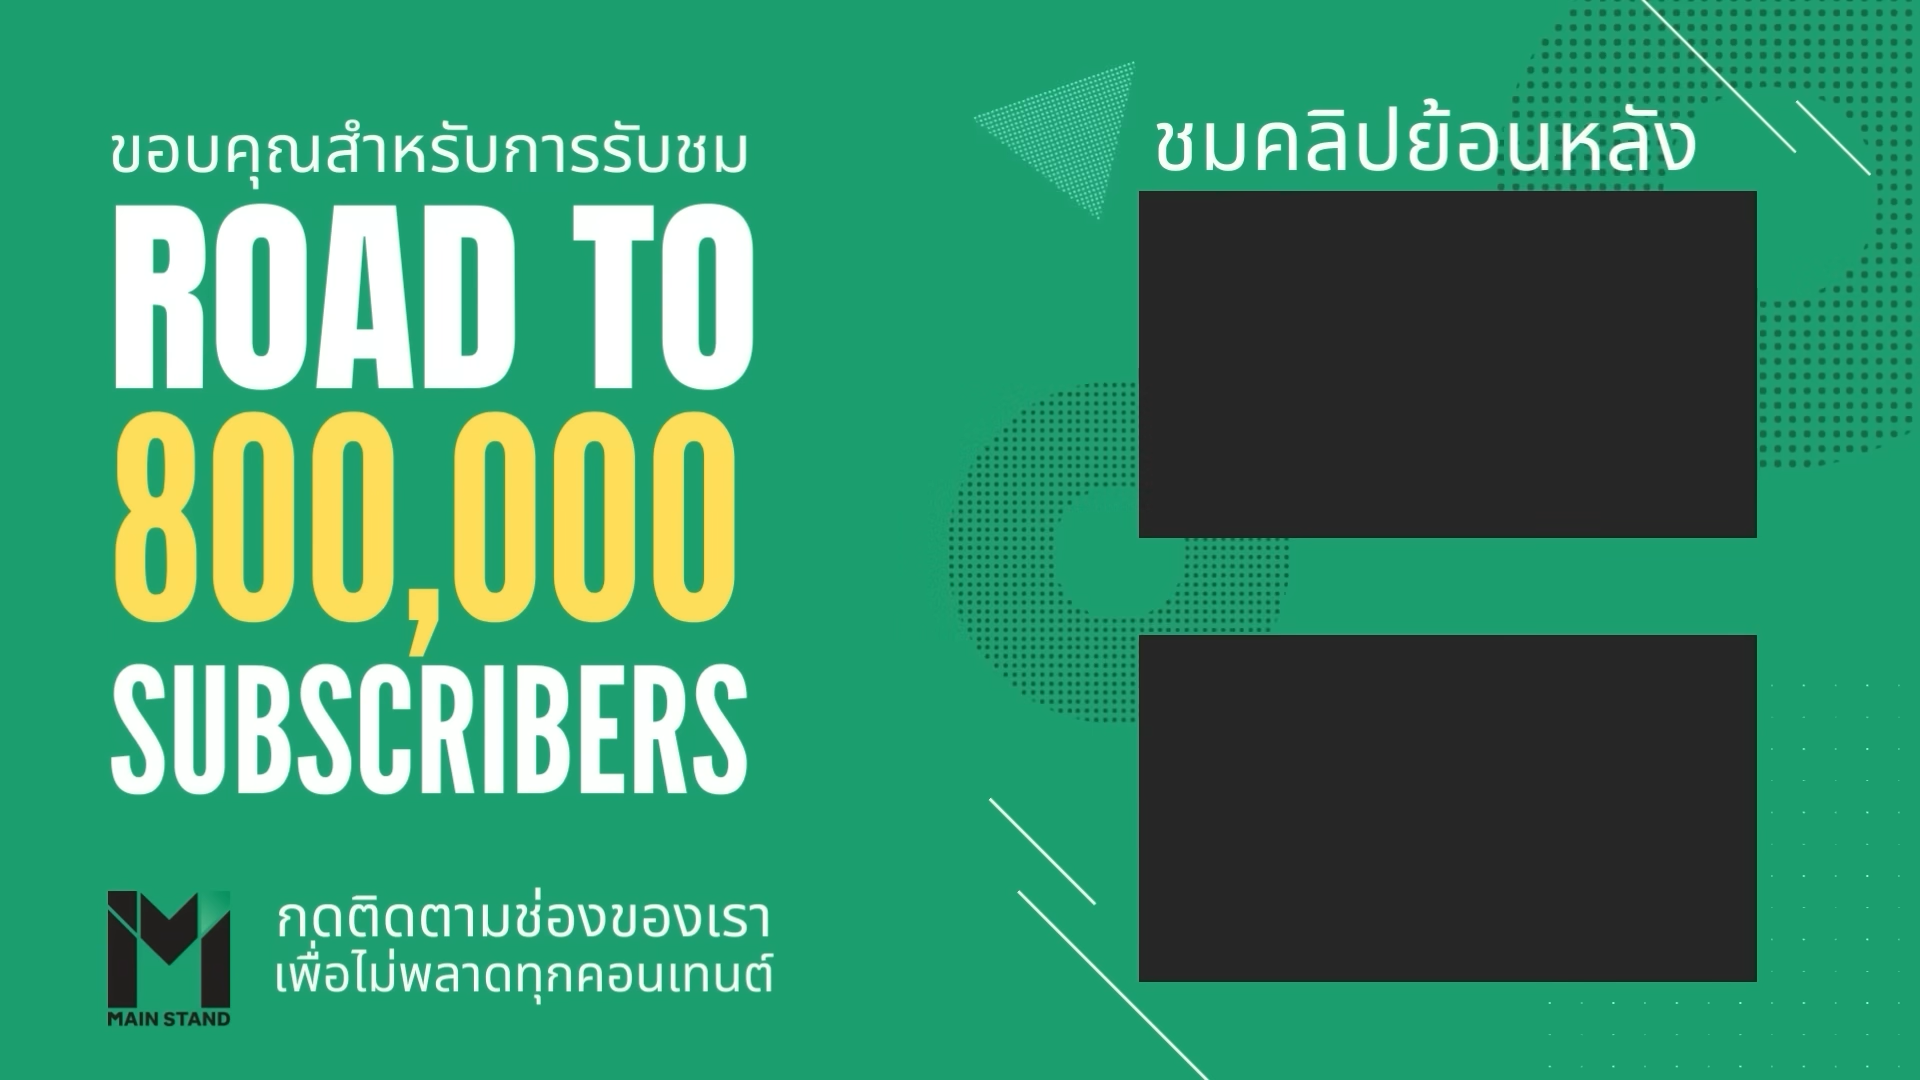 ขอบคุณสำหรับการรับชม
ROAD TO
800,000
SUBSCRIBERS
MAIN STAND
กดติดตามช่องของเรา
เพื่อไม่พลาดทุกคอนเทนต์
ชมคลิปย้อนหลัง